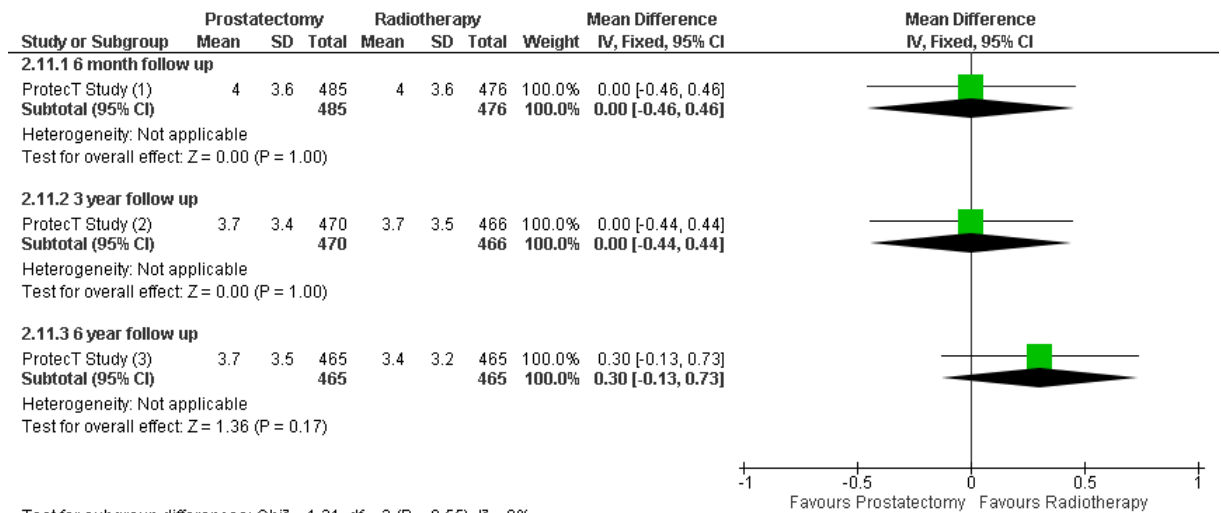 Prostatectomy Radiotherapy Mean Difference Mean Difference
Study or Subgroup Mean SD Total Mean SD Total Weight IV, Fixed, 95% CI IV, Fixed, 95% CI
2.11.1 6 month follow up
ProtecT Study (1) 4 3.6 485 4 3.6 476 100.0% 0.00 [-0.46, 0.46]
Subtotal (95% CI) 485 476 100.0% 0.00 [-0.46, 0.46]
Heterogeneity: Not applicable
Test for overall effect: Z = 0.00 (P = 1.00)
2.11.2 3 year follow up
ProtecT Study (2) 3.7 3.4 470 3.7 3.5 466 100.0% 0.00 [-0.44, 0.44]
Subtotal (95% CI) 470 466 100.0% 0.00 [-0.44, 0.44]
Heterogeneity: Not applicable
Test for overall effect: Z = 0.00 (P = 1.00)
2.11.3 6 year follow up
ProtecT Study (3) 3.7 3.5 465 3.4 3.2 465 100.0% 0.30 [-0.13, 0.73]
Subtotal (95% CI) 465 465 100.0% 0.30 [-0.13, 0.73]
Heterogeneity: Not applicable
Test for overall effect: Z = 1.36 (P = 0.17)
-1 -0.5 0 0.5 1
Favours Prostatectomy Favours Radiotherapy
Test for subgroup differences: